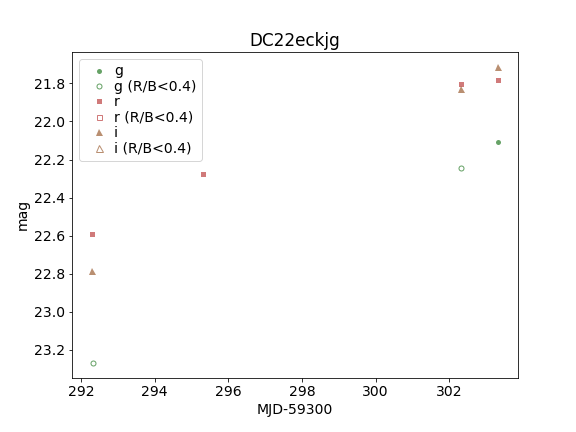 DC22eckjg
g
g (R/B<0.4)
r
r (R/B<0.4)
i
i (R/B<0.4)
mag
21.8
22.0
22.2
22.4
22.6
22.8
23.0
23.2
292 294 296 298 300 302
MJD-59300